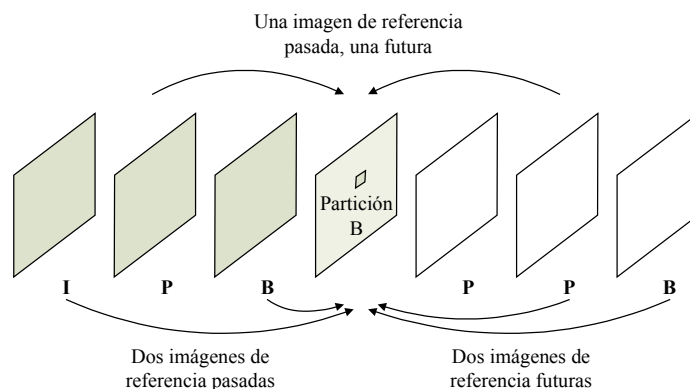 Una imagen de referencia
pasada, una futura
Partición
B
I P B P P B
Dos imágenes de
referencia pasadas
Dos imágenes de
referencia futuras